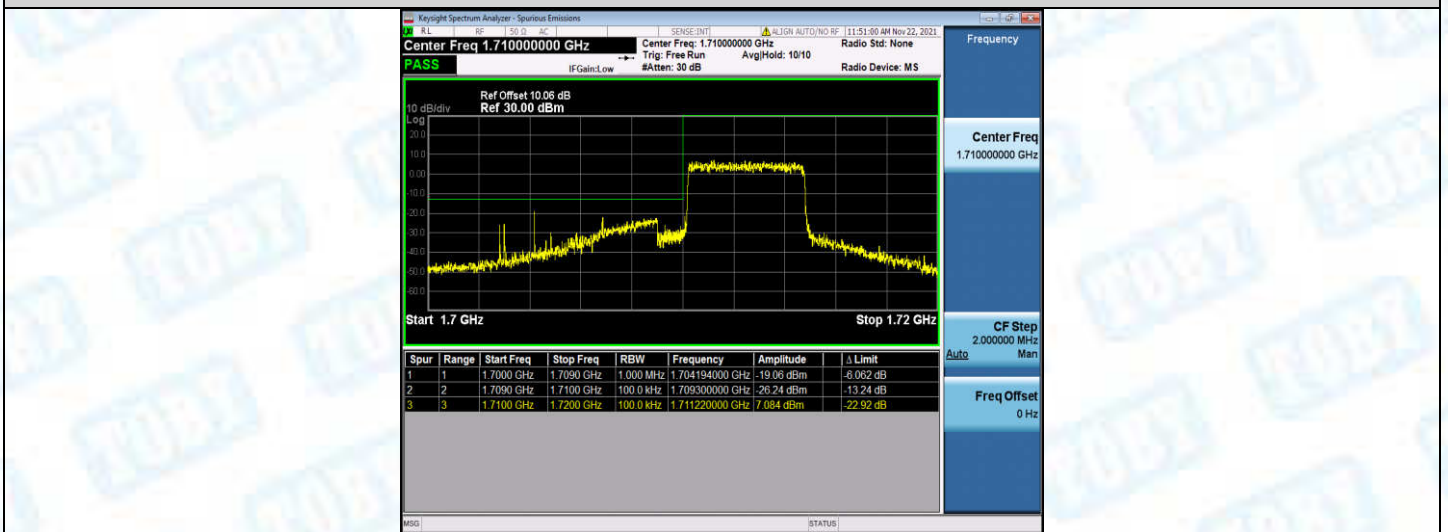 Keysight Spectrum Analyzer - Spurious Emissions
RL RF 50 Ω AC SENSE:INT ALIGN AUTO/NO RF 11:51:00 AM Nov 22, 2021
Center Freq 1.710000000 GHz Center Freq: 1.710000000 GHz Radio Std: None
Trig: Free Run Avg|Hold: 10/10
PASS IFGain:Low #Atten: 30 dB Radio Device: MS
Frequency
Ref Offset 10.06 dB
10 dB/div Ref 30.00 dBm
Log
20.0
10.0
0.00
-10.0
-20.0
-30.0
-40.0
-50.0
-60.0
Start 1.7 GHz Stop 1.72 GHz
Center Freq
1.710000000 GHz
CF Step
2.000000 MHz
Auto Man
Freq Offset
0 Hz
Spur Range Start Freq Stop Freq RBW Frequency Amplitude Δ Limit
1 1 1.7000 GHz 1.7090 GHz 1.000 MHz 1.704194000 GHz -19.06 dBm -6.062 dB
2 2 1.7090 GHz 1.7100 GHz 100.0 kHz 1.709300000 GHz -26.24 dBm -13.24 dB
3 3 1.7100 GHz 1.7200 GHz 100.0 kHz 1.711220000 GHz 7.084 dBm -22.92 dB
MSG STATUS